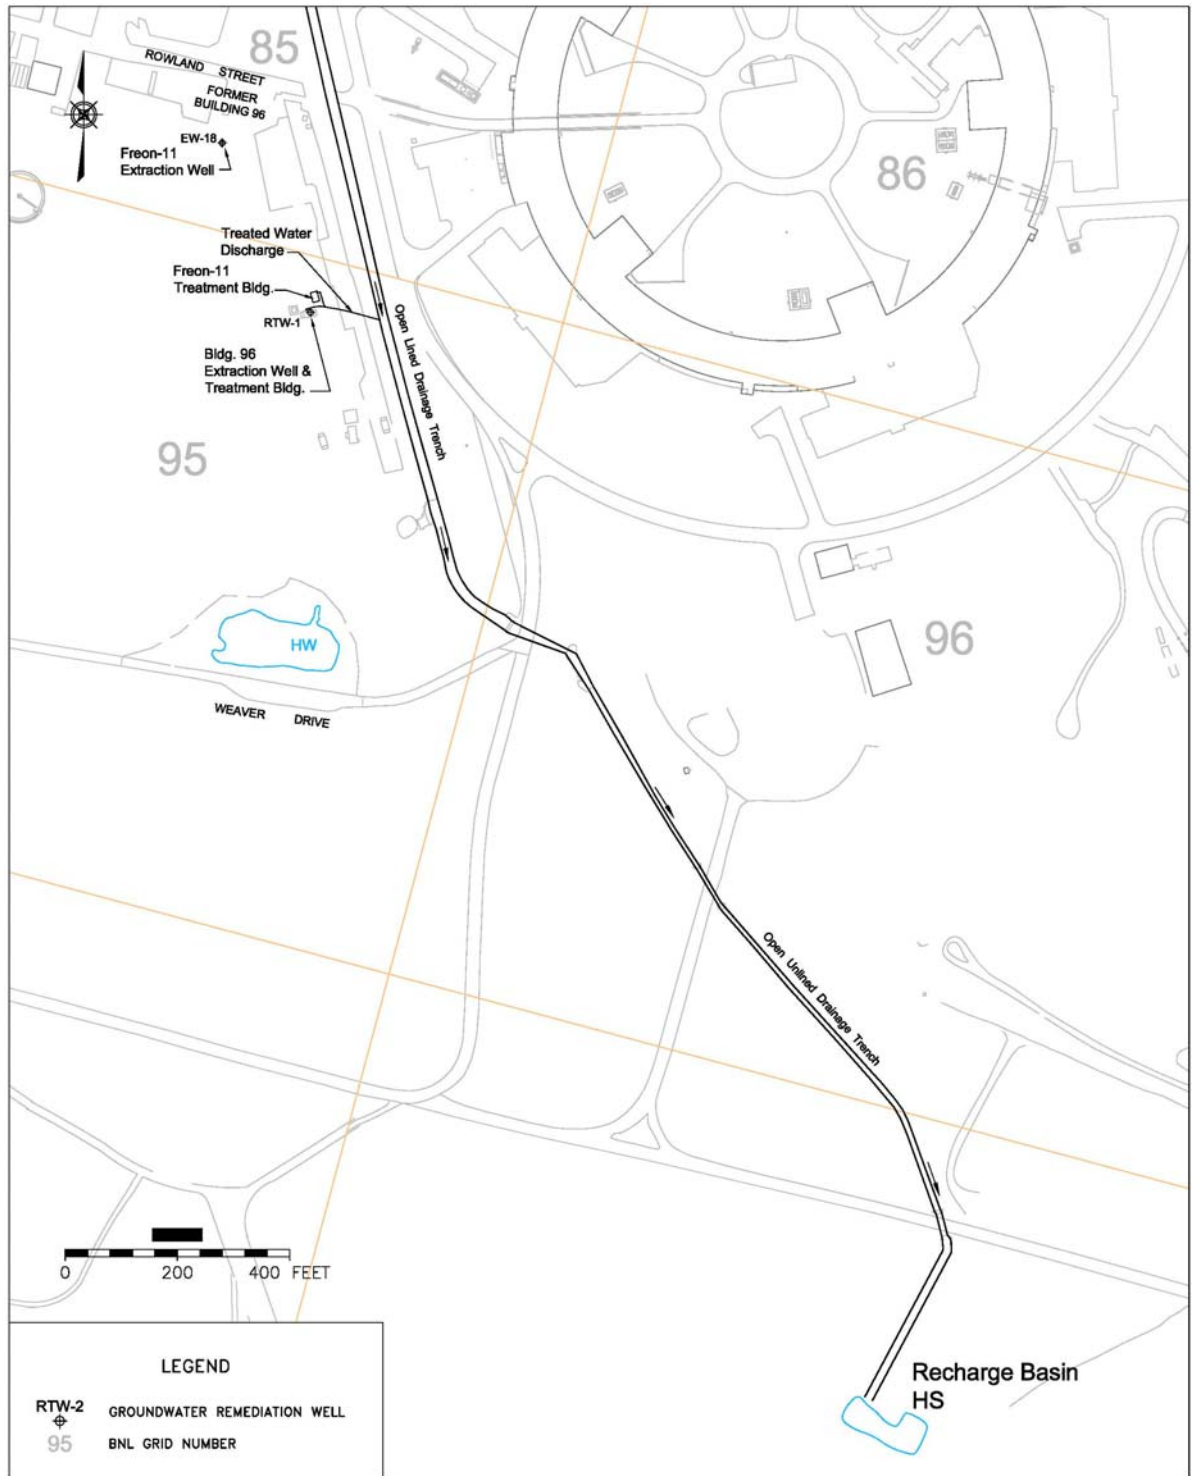 85
ROWLAND STREET
FORMER
BUILDING 96
EW-18
Freon-11
Extraction Well
86
Treated Water
Discharge
Freon-11
Treatment Bldg.
RTW-1
Bldg. 96
Extraction Well &
Treatment Bldg.
Open Lined Drainage Trench
95
HW
96
WEAVER DRIVE
Open Unlined Drainage Trench
0 200 400 FEET
LEGEND
RTW-2 GROUNDWATER REMEDIATION WELL
95 BNL GRID NUMBER
Recharge Basin
HS